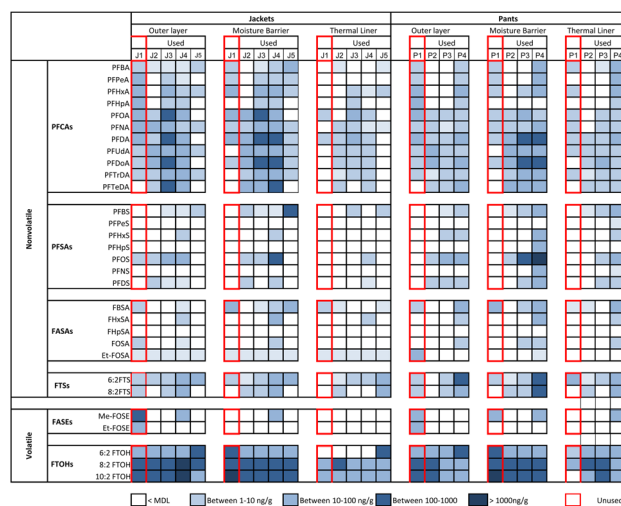 Jackets Pants
Outer layer Moisture Barrier Thermal Liner Outer layer Moisture Barrier Thermal Liner
Used Used Used Used Used Used
J1 J2 J3 J4 J5 J1 J2 J3 J4 J5 J1 J2 J3 J4 J5 P1 P2 P3 P4 P1 P2 P3 P4 P1 P2 P3 P4
Nonvolatile
PFCAs
PFBA
PFPeA
PFHxA
PFHpA
PFOA
PFNA
PFDA
PFUdA
PFDoA
PFTrDA
PFTeDA
PFSAs
PFBS
PFPeS
PFHxS
PFHpS
PFOS
PFNS
PFDS
FASAs
FBSA
FHxSA
FHpSA
FOSA
Et-FOSA
FTSs
6:2FTS
8:2FTS
Volatile
FASEs
Me-FOSE
Et-FOSE
FTOHs
6:2 FTOH
8:2 FTOH
10:2 FTOH
< MDL Between 1-10 ng/g Between 10-100 ng/g Between 100-1000 > 1000ng/g Unused